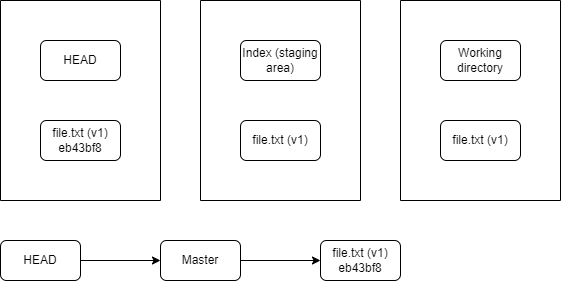 HEAD
file.txt (v1)
eb43bf8
Index (staging
area)
file.txt (v1)
Working
directory
file.txt (v1)
HEAD
Master
file.txt (v1)
eb43bf8